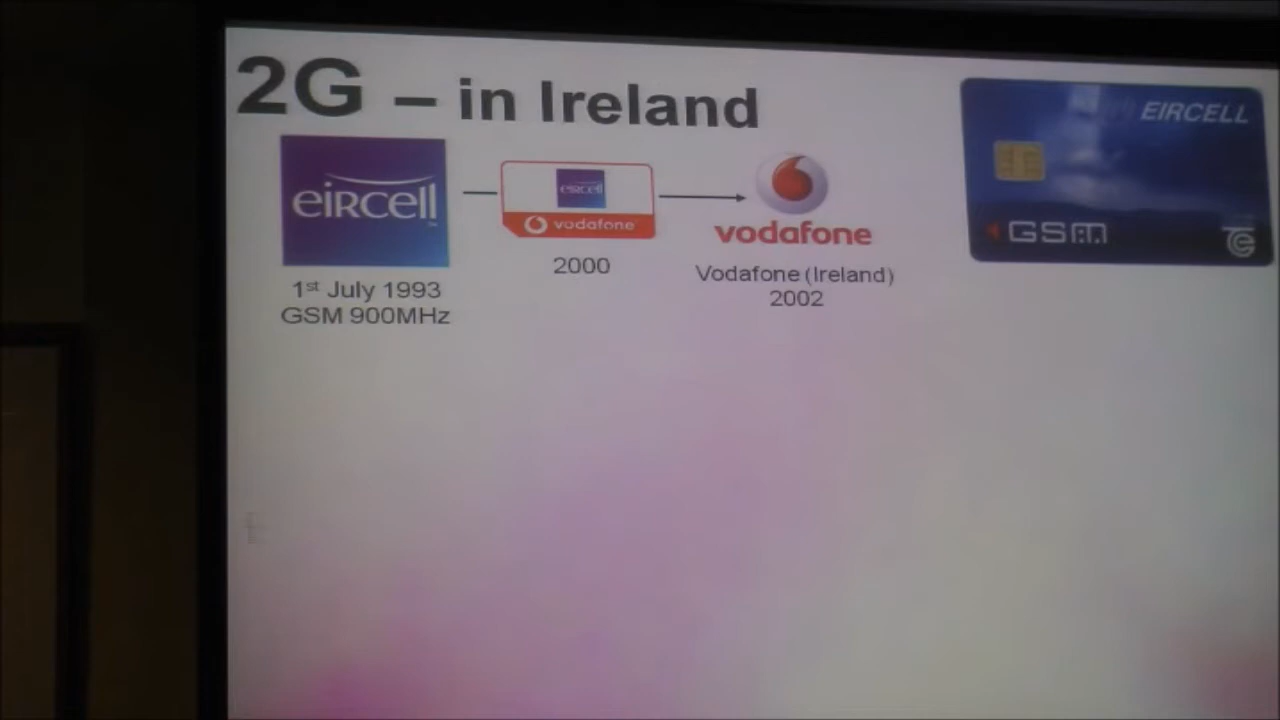 2G – in Ireland
eircell
1st July 1993
GSM 900MHz
eircell
vodafone
2000
vodafone
Vodafone (Ireland)
2002
EIRCELL
GSM